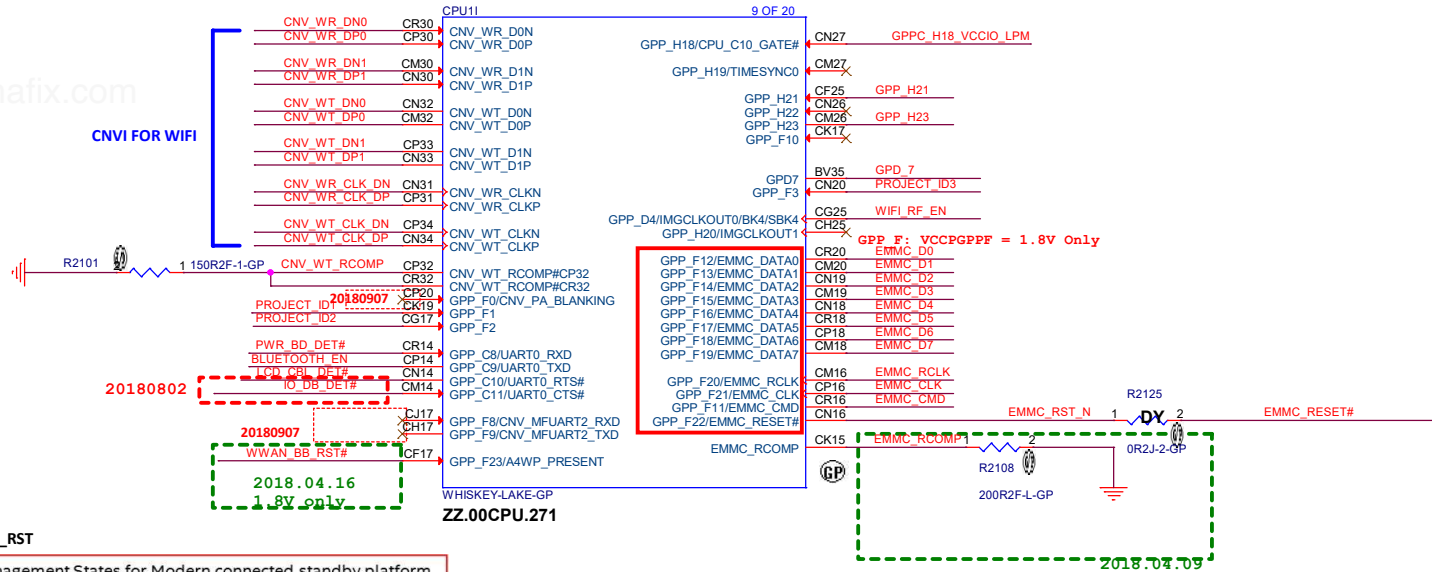 CPU1I
9 OF 20
CNV_WR_DN0 CR30 CNV_WR_D0N
CNV_WR_DP0 CP30 CNV_WR_D0P
CNV_WR_DN1 CM30 CNV_WR_D1N
CNV_WR_DP1 CN30 CNV_WR_D1P
CNV_WT_DN0 CN32 CNV_WT_D0N
CNV_WT_DP0 CM32 CNV_WT_D0P
CNVI FOR WIFI
CNV_WT_DN1 CP33 CNV_WT_D1N
CNV_WT_DP1 CN33 CNV_WT_D1P
CNV_WR_CLK_DN CN31 CNV_WR_CLKN
CNV_WR_CLK_DP CP31 CNV_WR_CLKP
CNV_WT_CLK_DN CP34 CNV_WT_CLKN
CNV_WT_CLK_DP CN34 CNV_WT_CLKP
R2101 1 150R2F-1-GP CNV_WT_RCOMP CP32 CNV_WT_RCOMP#CP32
CR32 CNV_WT_RCOMP#CR32
20180907 CP20 GPP_F0/CNV_PA_BLANKING
PROJECT_ID1 CK19 GPP_F1
PROJECT_ID2 CG17 GPP_F2
PWR_BD_DET# CR14 GPP_C8/UART0_RXD
BLUETOOTH_EN CP14 GPP_C9/UART0_TXD
LCD_CBL_DET# CN14 GPP_C10/UART0_RTS#
20180802 IO_DB_DET# CM14 GPP_C11/UART0_CTS#
CJ17 GPP_F8/CNV_MFUART2_RXD
20180907 CH17 GPP_F9/CNV_MFUART2_TXD
WWAN_BB_RST# CF17 GPP_F23/A4WP_PRESENT
2018.04.16
1.8V only
GPP_H18/CPU_C10_GATE# CN27 GPPC_H18_VCCIO_LPM
GPP_H19/TIMESYNC0 CM27
GPP_H21 CF25 GPP_H21
GPP_H22 CN26
GPP_H23 CM26 GPP_H23
GPP_F10 CK17
GPD7 BV35 GPD_7
GPP_F3 CN20 PROJECT_ID3
GPP_D4/IMGCLKOUT0/BK4/SBK4 CG25 WIFI_RF_EN
GPP_H20/IMGCLKOUT1 CH25
GPP_F: VCCPGPPF = 1.8V Only
GPP_F12/EMMC_DATA0 CR20 EMMC_D0
GPP_F13/EMMC_DATA1 CM20 EMMC_D1
GPP_F14/EMMC_DATA2 CN19 EMMC_D2
GPP_F15/EMMC_DATA3 CM19 EMMC_D3
GPP_F16/EMMC_DATA4 CN18 EMMC_D4
GPP_F17/EMMC_DATA5 CR18 EMMC_D5
GPP_F18/EMMC_DATA6 CP18 EMMC_D6
GPP_F19/EMMC_DATA7 CM18 EMMC_D7
GPP_F20/EMMC_RCLK CM16 EMMC_RCLK
GPP_F21/EMMC_CLK CP16 EMMC_CLK
GPP_F11/EMMC_CMD CR16 EMMC_CMD
GPP_F22/EMMC_RESET# CN16 EMMC_RST_N 1 R2125 DY 2 EMMC_RESET#
0R2J-2-GP
EMMC_RCOMP CK15 EMMC_RCOMP 1 2
R2108
200R2F-L-GP
GP
2018.04.09
WHISKEY-LAKE-GP
ZZ.00CPU.271
afix.com
_RST
agement States for Modern connected standby platform